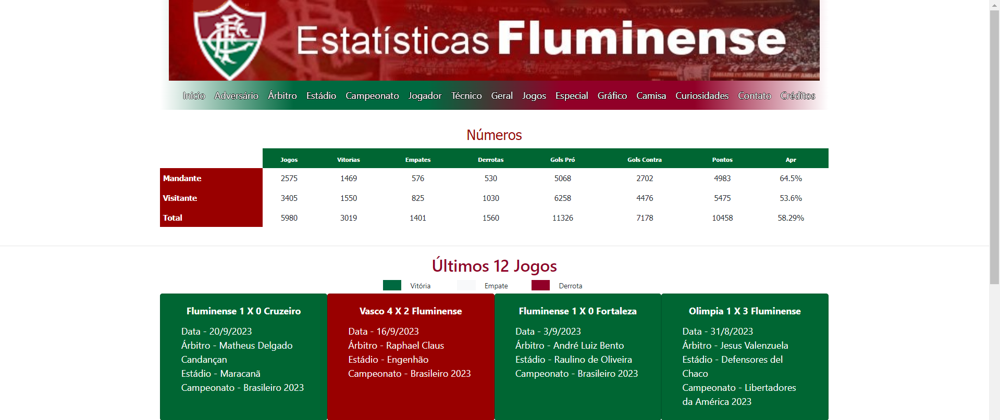 Estatísticas Fluminense
Inicio Adversário Árbitro Estádio Campeonato Jogador Técnico Geral Jogos Especial Gráfico Camisa Curiosidades Contato Créditos
Números
Jogos Vitorias Empates Derrotas Gols Pró Gols Contra Pontos Apr
Mandante 2575 1469 576 530 5068 2702 4983 64.5%
Visitante 3405 1550 825 1030 6258 4476 5475 53.6%
Total 5980 3019 1401 1560 11326 7178 10458 58.29%
Últimos 12 Jogos
Vitória Empate Derrota
Fluminense 1 X 0 Cruzeiro
Data - 20/9/2023
Árbitro - Matheus Delgado
Candançan
Estádio - Maracanã
Campeonato - Brasileiro 2023
Vasco 4 X 2 Fluminense
Data - 16/9/2023
Árbitro - Raphael Claus
Estádio - Engenhão
Campeonato - Brasileiro 2023
Fluminense 1 X 0 Fortaleza
Data - 3/9/2023
Árbitro - André Luiz Bento
Estádio - Raulino de Oliveira
Campeonato - Brasileiro 2023
Olimpia 1 X 3 Fluminense
Data - 31/8/2023
Árbitro - Jesus Valenzuela
Estádio - Defensores del
Chaco
Campeonato - Libertadores
da América 2023